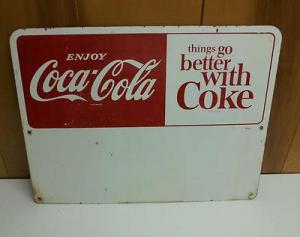 ENJOY
Coca-Cola
things go
better
with
Coke